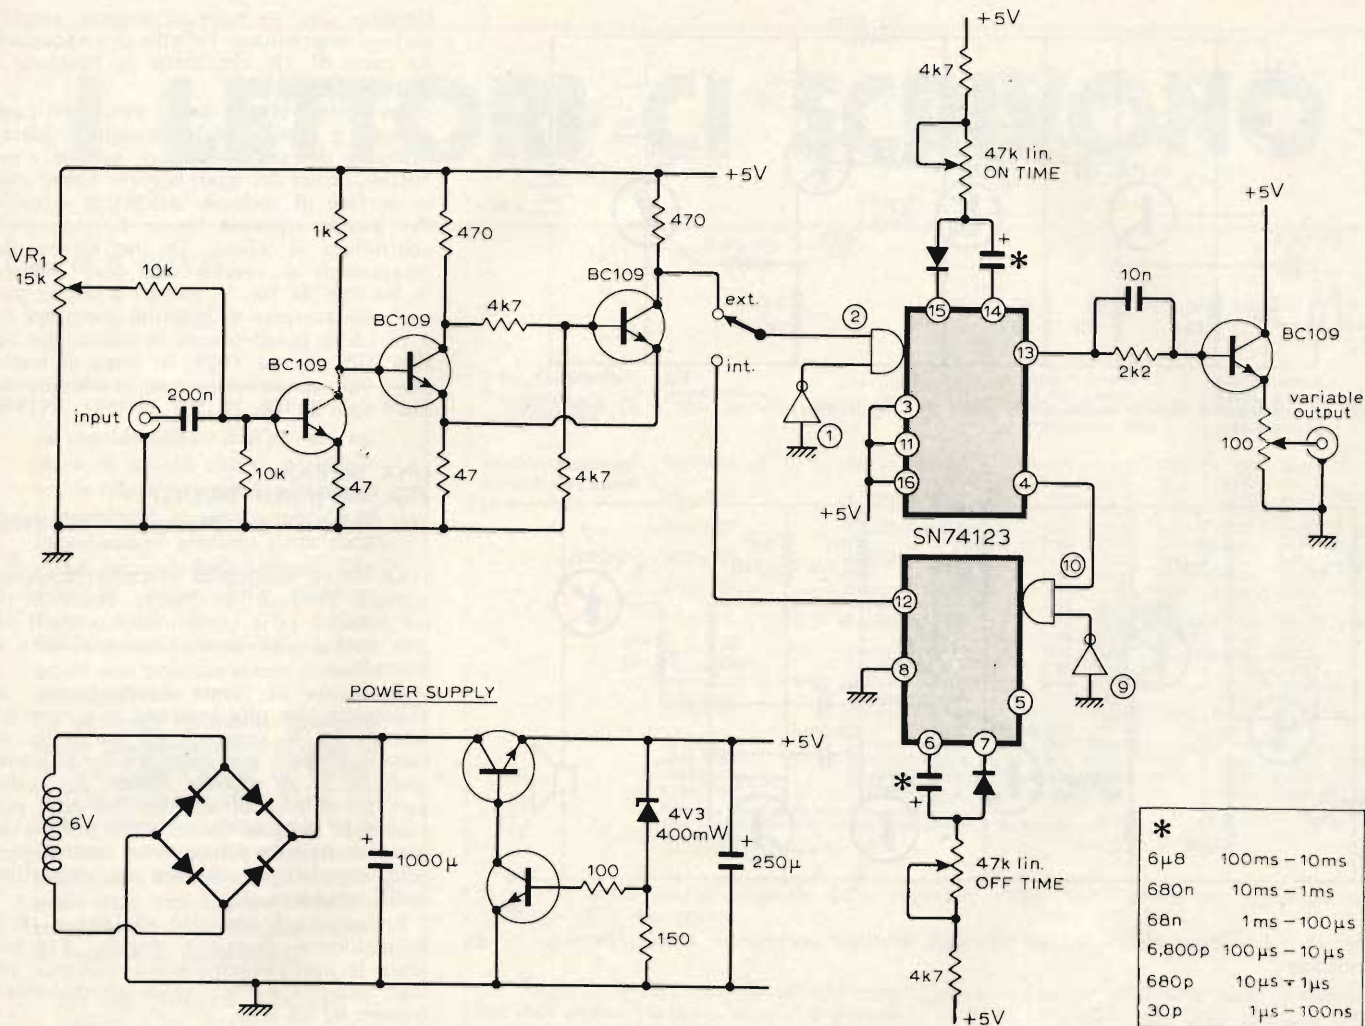 +5V
4k7
47k lin.
ON TIME
+5V
+5V
1k
470
470
VR1
15k
10k
BC109
10n
BC109
4k7
ext.
*
BC109
BC109
2
15
14
13
2k2
200n
int.
3
variable
output
input
1
11
100
10k
47
47
4k7
16
4
+5V
SN74123
10
12
POWER SUPPLY
8
9
5
+5V
6
7
*
+
6V
4V3
400mW
*
+
1000μ
+
250μ
47k lin.
OFF TIME
6μ8 100ms – 10ms
100
680n 10ms – 1ms
150
68n 1ms – 100μs
4k7
6,800p 100μs – 10μs
680p 10μs – 1μs
+5V
30p 1μs – 100ns